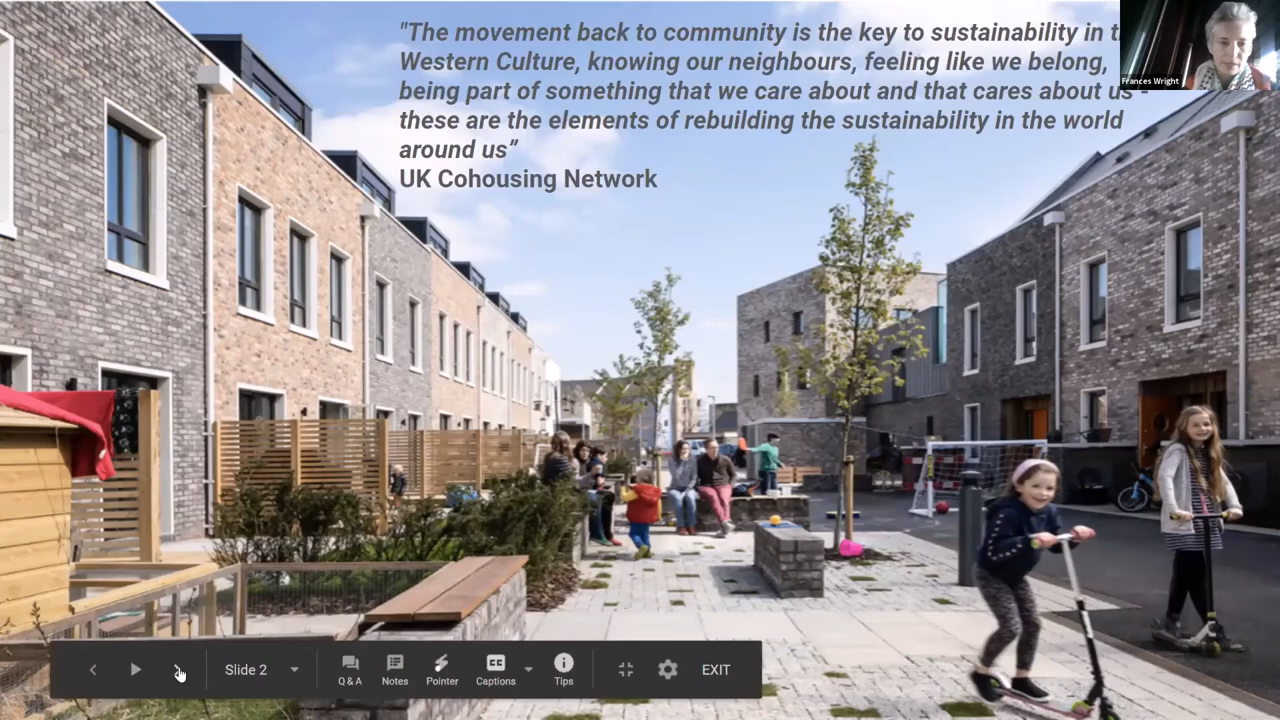 "The movement back to community is the key to sustainability in
Western Culture, knowing our neighbours, feeling like we belong,
being part of something that we care about and that cares about us -
these are the elements of rebuilding the sustainability in the world
around us”
UK Cohousing Network
Frances Wright
Slide 2
Q & A
Notes
Pointer
CC
Captions
Tips
EXIT